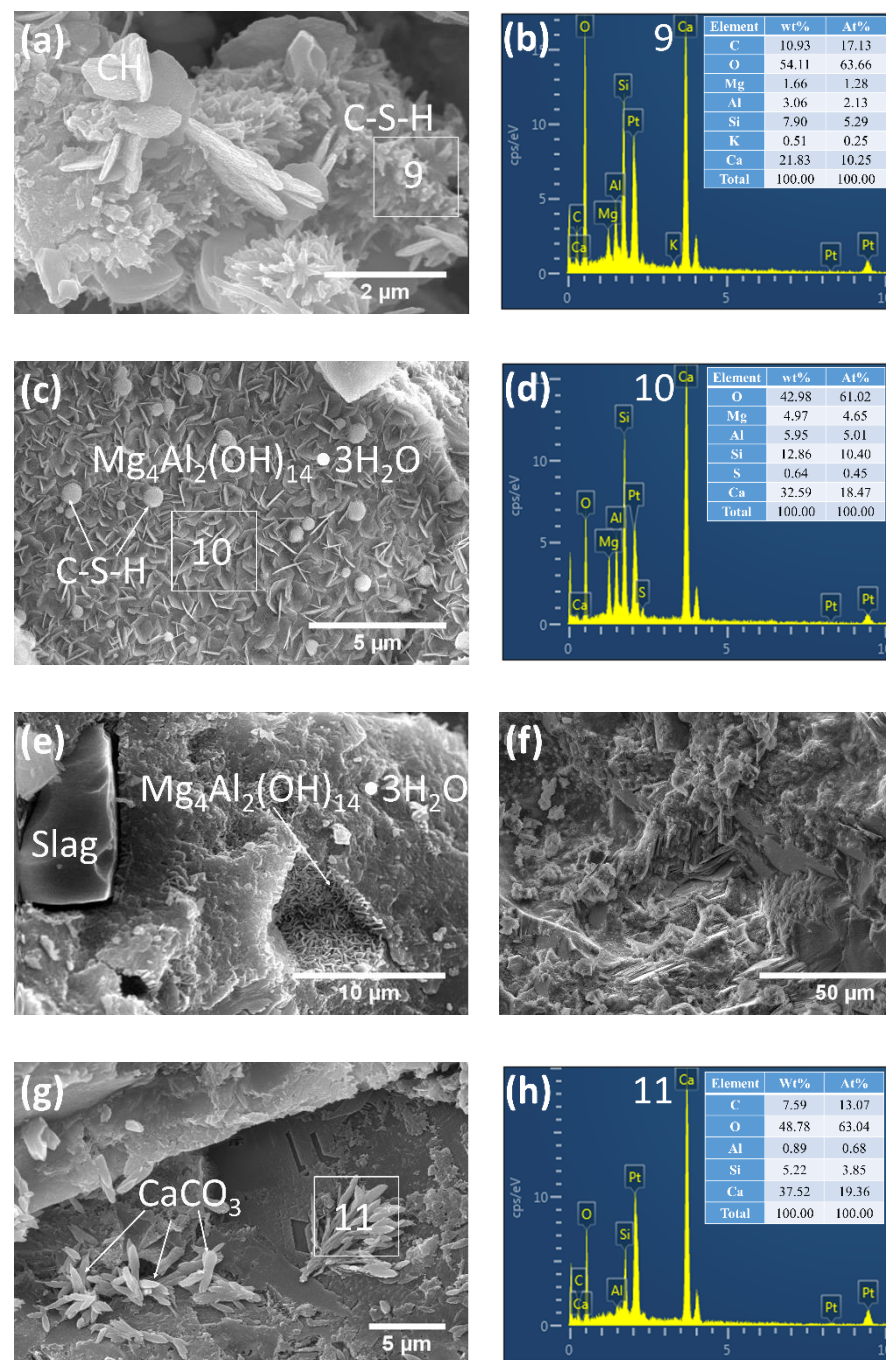 (a)
CH
C-S-H
9
2 μm
(b)
9
Element wt% At%
C 10.93 17.13
O 54.11 63.66
Mg 1.66 1.28
Al 3.06 2.13
Si 7.90 5.29
K 0.51 0.25
Ca 21.83 10.25
Total 100.00 100.00
cps/eV
10
5
0
O
Ca
Si
Pt
Al
C
Mg
Ca
K
Pt
Pt
0
5
(c)
Mg₄Al₂(OH)₁₄•3H₂O
C-S-H
10
5 μm
(d)
10
Element wt% At%
O 42.98 61.02
Mg 4.97 4.65
Al 5.95 5.01
Si 12.86 10.40
S 0.64 0.45
Ca 32.59 18.47
Total 100.00 100.00
cps/eV
10
5
0
Ca
Si
Pt
O
Al
Mg
S
Ca
Pt
Pt
0
5
(e)
Mg₄Al₂(OH)₁₄•3H₂O
Slag
10 μm
(f)
50 μm
(g)
CaCO₃
11
5 μm
(h)
11
Element Wt% At%
C 7.59 13.07
O 48.78 63.04
Al 0.89 0.68
Si 5.22 3.85
Ca 37.52 19.36
Total 100.00 100.00
cps/eV
10
0
Ca
Pt
O
Si
C
Ca
Al
Pt
Pt
0
5